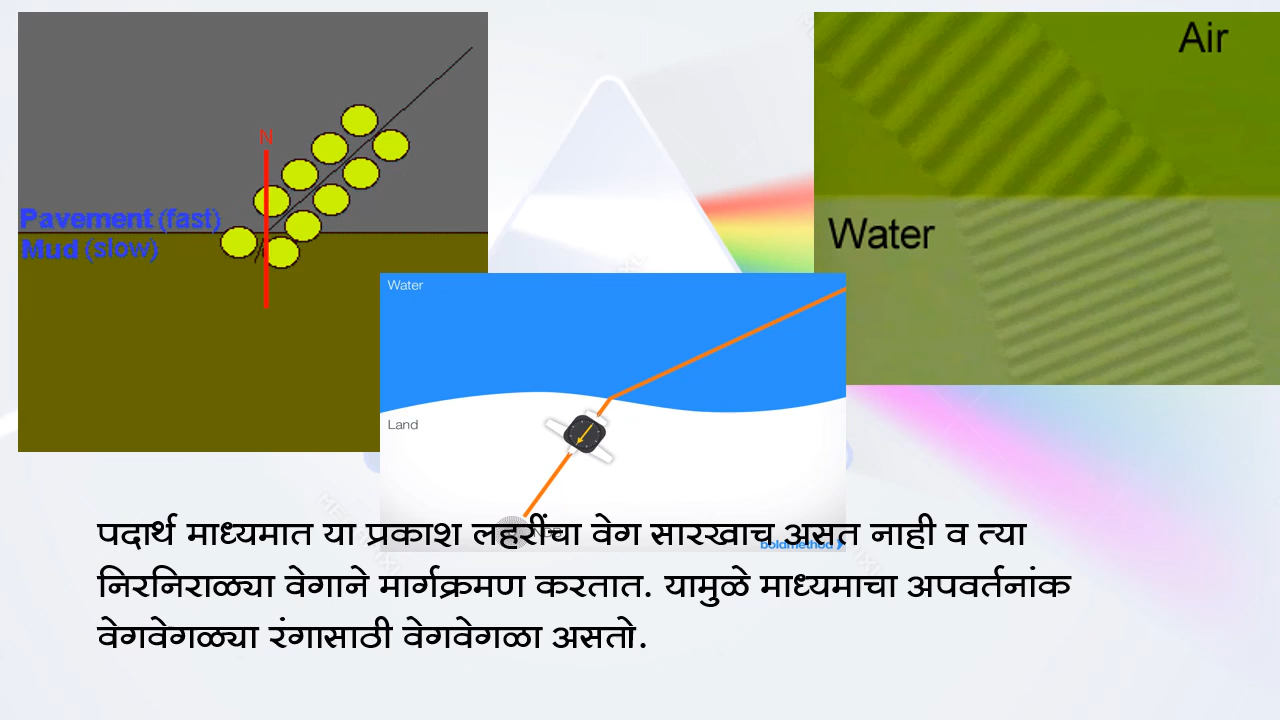 Air
N
Pavement (fast)
Mud (slow)
Water
Water
Land
boldmethod
पदार्थ माध्यमात या प्रकाश लहरींचा वेग सारखाच असत नाही व त्या
निरनिराळ्या वेगाने मार्गक्रमण करतात. यामुळे माध्यमाचा अपवर्तनांक
वेगवेगळ्या रंगासाठी वेगवेगळा असतो.